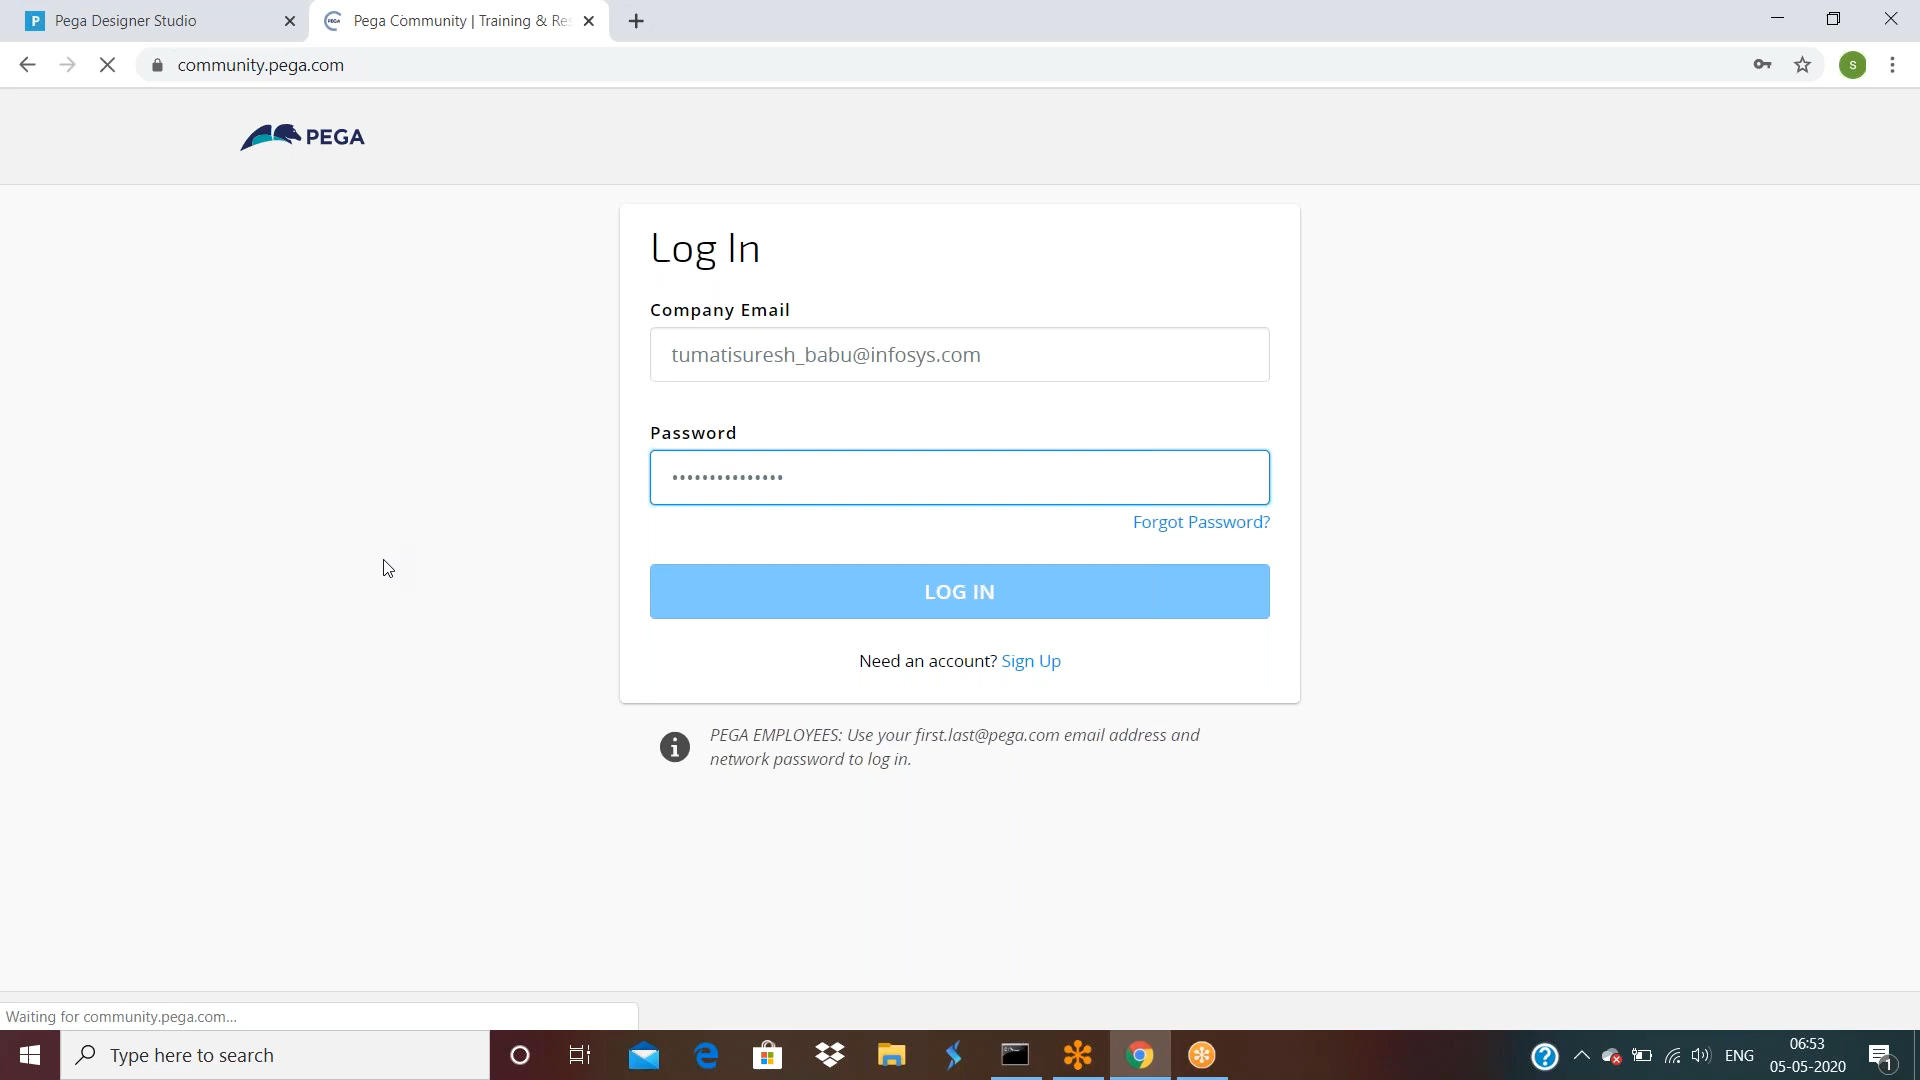 P Pega Designer Studio
Pega Community | Training & Re
community.pega.com
S
PEGA
Log In
Company Email
tumatisuresh_babu@infosys.com
Password
•••••••••••••••
Forgot Password?
LOG IN
Need an account? Sign Up
PEGA EMPLOYEES: Use your first.last@pega.com email address and
network password to log in.
Waiting for community.pega.com...
Type here to search
ENG
06:53
05-05-2020
1